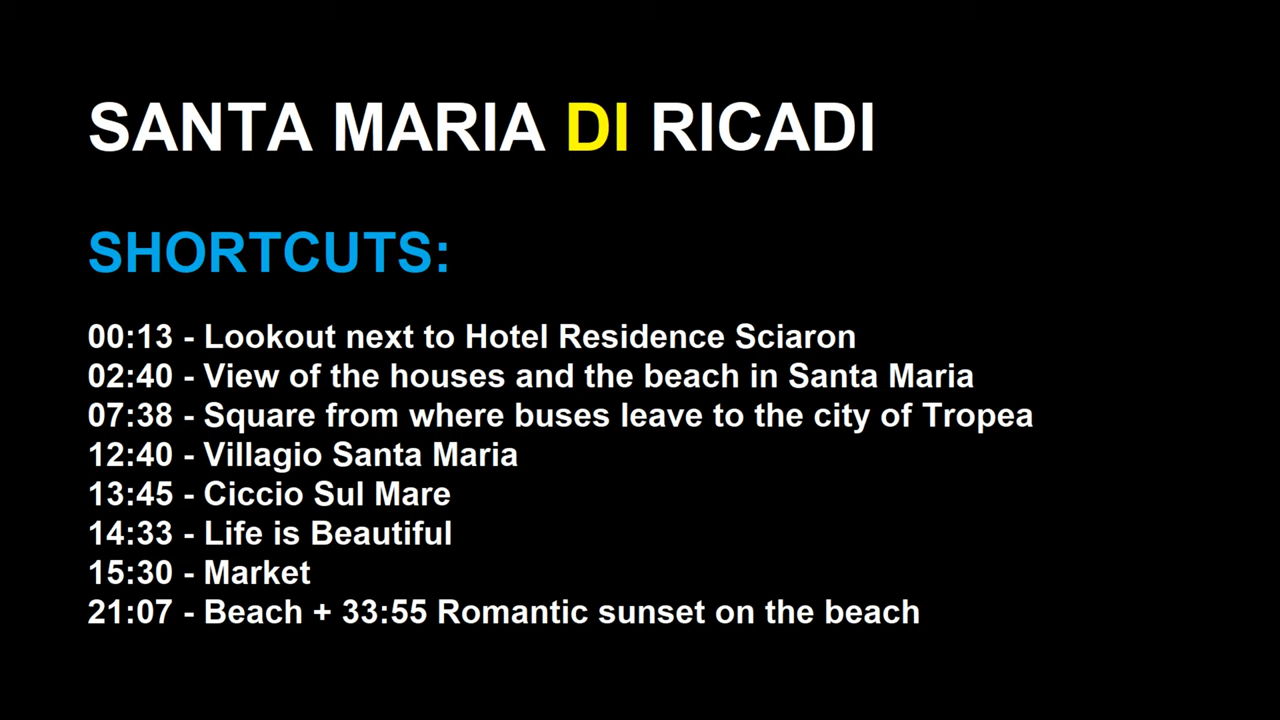 SANTA MARIA DI RICADI
SHORTCUTS:
00:13 - Lookout next to Hotel Residence Sciaron
02:40 - View of the houses and the beach in Santa Maria
07:38 - Square from where buses leave to the city of Tropea
12:40 - Villagio Santa Maria
13:45 - Ciccio Sul Mare
14:33 - Life is Beautiful
15:30 - Market
21:07 - Beach + 33:55 Romantic sunset on the beach